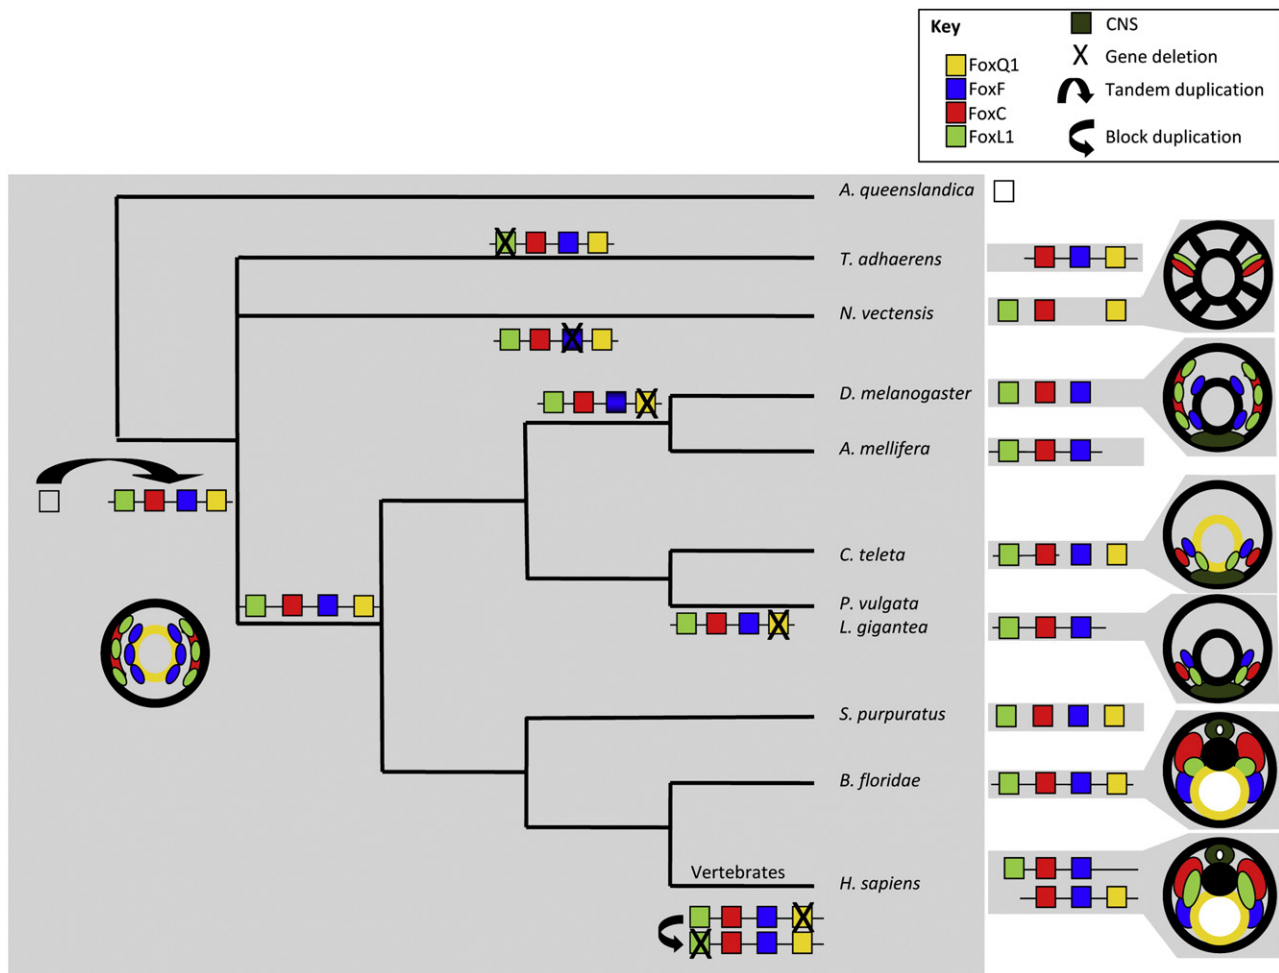 Key
FoxQ1
FoxF
FoxC
FoxL1
CNS
X Gene deletion
Tandem duplication
Block duplication
A. queenslandica
X
T. adhaerens
N. vectensis
X
X
D. melanogaster
A. mellifera
C. teleta
P. vulgata
X
L. gigantea
S. purpuratus
B. floridae
Vertebrates
H. sapiens
X
X